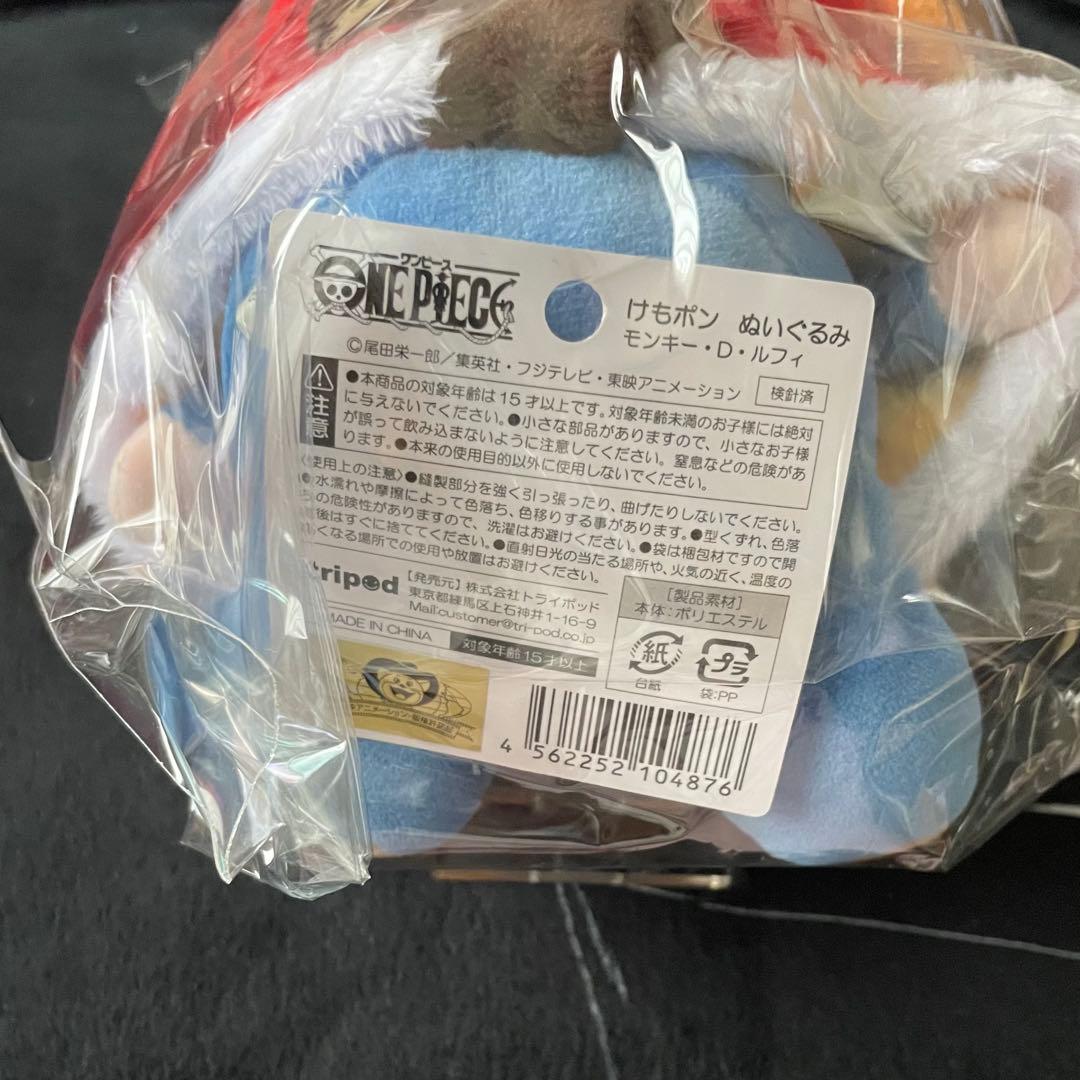 ワンピース
ONE PIECE
けもポン ぬいぐるみ
モンキー・D・ルフィ
©尾田栄一郎／集英社・フジテレビ・東映アニメーション
検針済
注意
●本商品の対象年齢は15才以上です。対象年齢未満のお子様には絶対
に与えないでください。●小さな部品がありますので、小さなお子様
が誤って飲み込まないように注意してください。窒息などの危険があ
ります。●本来の使用目的以外に使用しないでください。
使用上の注意〉●縫製部分を強く引っ張ったり、曲げたりしないでください。
●水濡れや摩擦によって色落ち、色移りする事があります。●型くずれ、色落
の危険性がありますので、洗濯はお避けください。●袋は梱包材ですので開
後はすぐに捨ててください。●直射日光の当たる場所や、火気の近く、温度の
くなる場所での使用や放置はお避けください。
tripod
【発売元】株式会社トライポッド
東京都練馬区上石神井1-16-9
Mail:customer@tri-pod.co.jp
MADE IN CHINA
対象年齢15才以上
[製品素材]
本体：ポリエステル
紙
台紙
プラ
袋:PP
アニメーション・版権許諾証
4 562252 104876